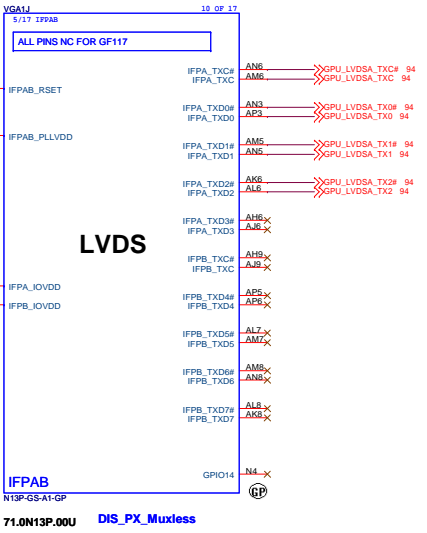 VGA1J 10 OF 17
5/17 IFPAB
ALL PINS NC FOR GF117
IFPA_TXC# AN6 GPU_LVDSA_TXC# 94
IFPA_TXC AM6 GPU_LVDSA_TXC 94
IFPAB_RSET
IFPA_TXD0# AN3 GPU_LVDSA_TX0# 94
IFPA_TXD0 AP3 GPU_LVDSA_TX0 94
IFPAB_PLLVDD
IFPA_TXD1# AM5 GPU_LVDSA_TX1# 94
IFPA_TXD1 AN5 GPU_LVDSA_TX1 94
IFPA_TXD2# AK6 GPU_LVDSA_TX2# 94
IFPA_TXD2 AL6 GPU_LVDSA_TX2 94
IFPA_TXD3# AH6
IFPA_TXD3 AJ6
LVDS
IFPB_TXC# AH9
IFPB_TXC AJ9
IFPA_IOVDD
IFPB_TXD4# AP5
IFPB_IOVDD IFPB_TXD4 AP6
IFPB_TXD5# AL7
IFPB_TXD5 AM7
IFPB_TXD6# AM8
IFPB_TXD6 AN8
IFPB_TXD7# AL8
IFPB_TXD7 AK8
GPIO14 N4
IFPAB
GP
N13P-GS-A1-GP
71.0N13P.00U DIS_PX_Muxless